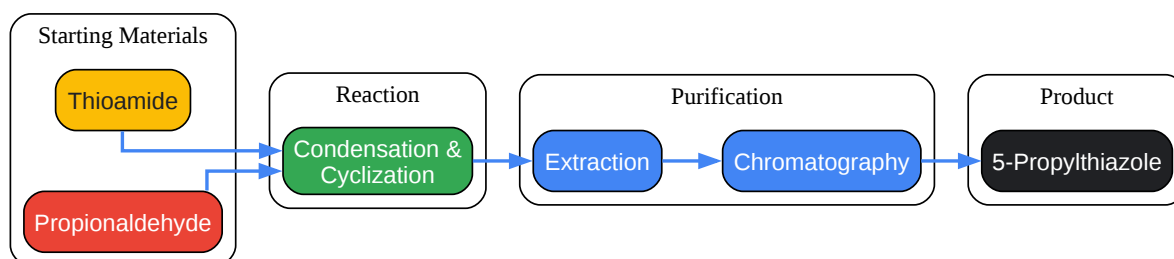 Starting Materials
Thioamide
Propionaldehyde
Reaction
Condensation &
Cyclization
Purification
Extraction
Chromatography
Product
5-Propylthiazole